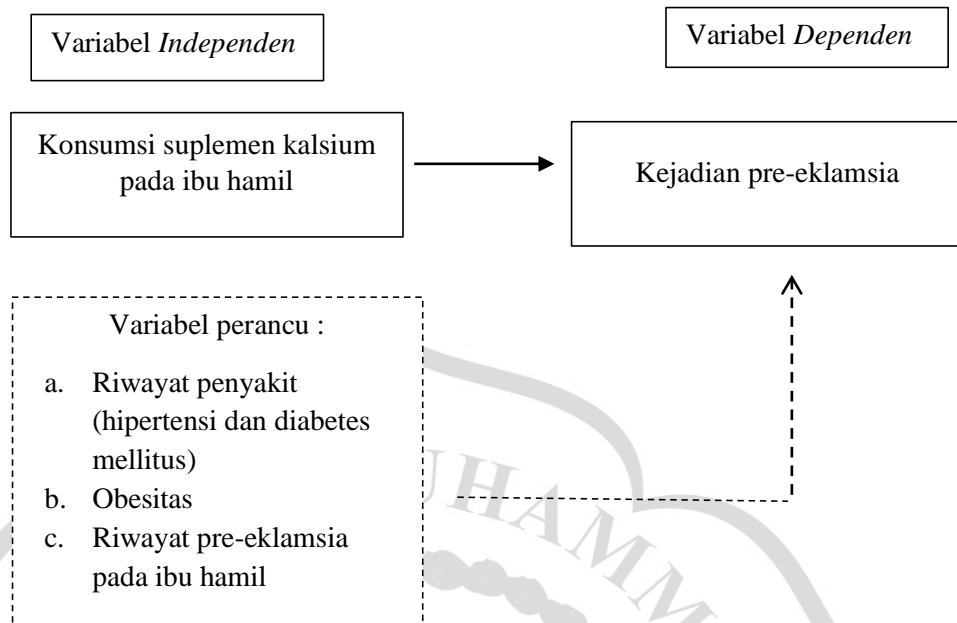 Variabel Independen
Variabel Dependen
Konsumsi suplemen kalsium
pada ibu hamil
Kejadian pre-eklamsia
Variabel perancu :
a. Riwayat penyakit
(hipertensi dan diabetes
mellitus)
b. Obesitas
c. Riwayat pre-eklamsia
pada ibu hamil
UHAMM